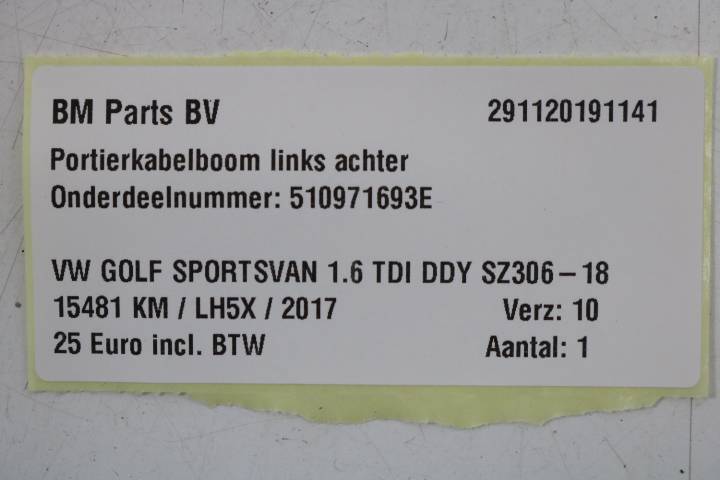 BM Parts BV 291120191141
Portierkabelboom links achter
Onderdeelnummer: 510971693E
VW GOLF SPORTSVAN 1.6 TDI DDY SZ306-18
15481 KM / LH5X / 2017 Verz: 10
25 Euro incl. BTW Aantal: 1